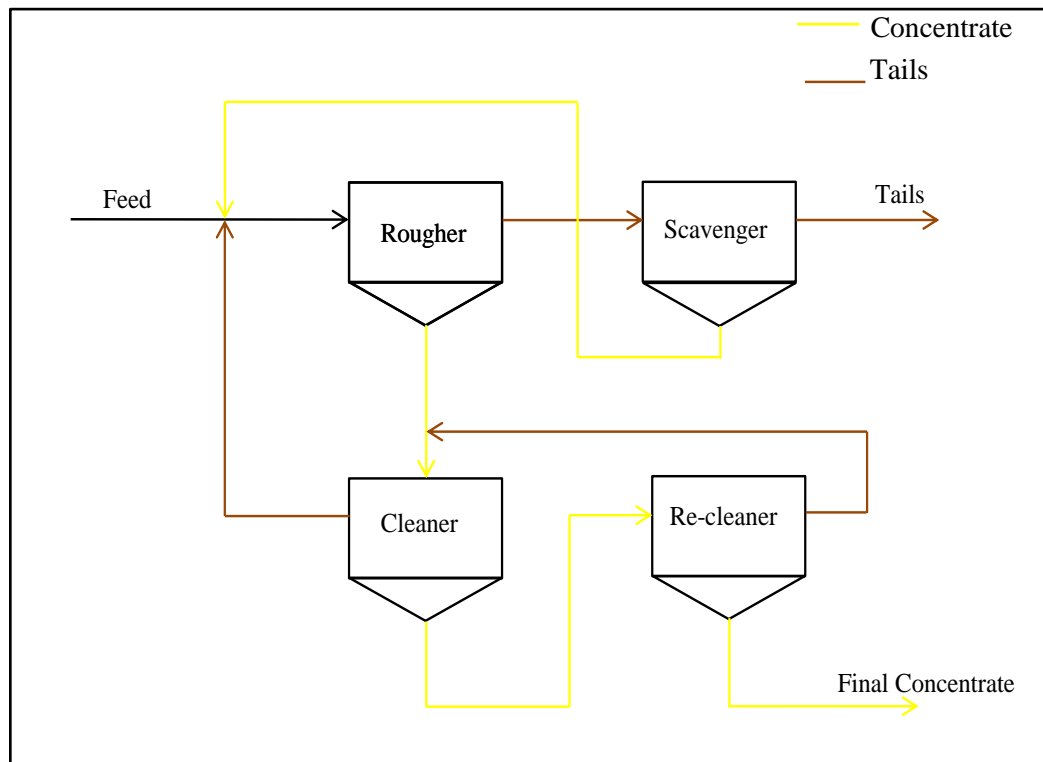 Concentrate
Tails
Feed
Tails
Rougher
Scavenger
Cleaner
Re-cleaner
Final Concentrate